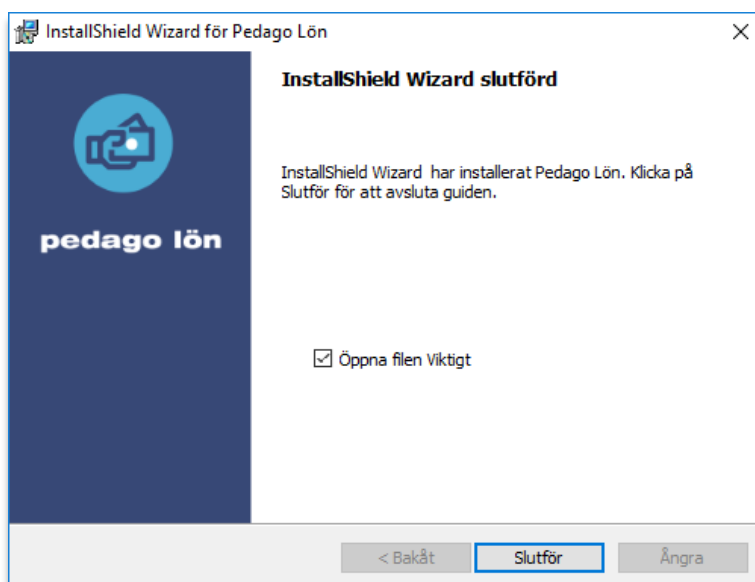 InstallShield Wizard för Pedago Lön
InstallShield Wizard slutförd
pedago lön
InstallShield Wizard har installerat Pedago Lön. Klicka på
Slutför för att avsluta guiden.
Öppna filen Viktigt
< Bakåt
Slutför
Ångra